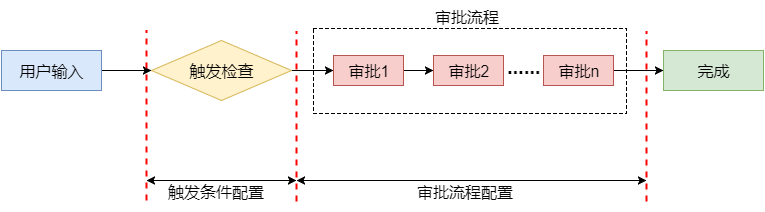 审批流程
用户输入
触发检查
审批1
审批2
......
审批n
完成
触发条件配置
审批流程配置